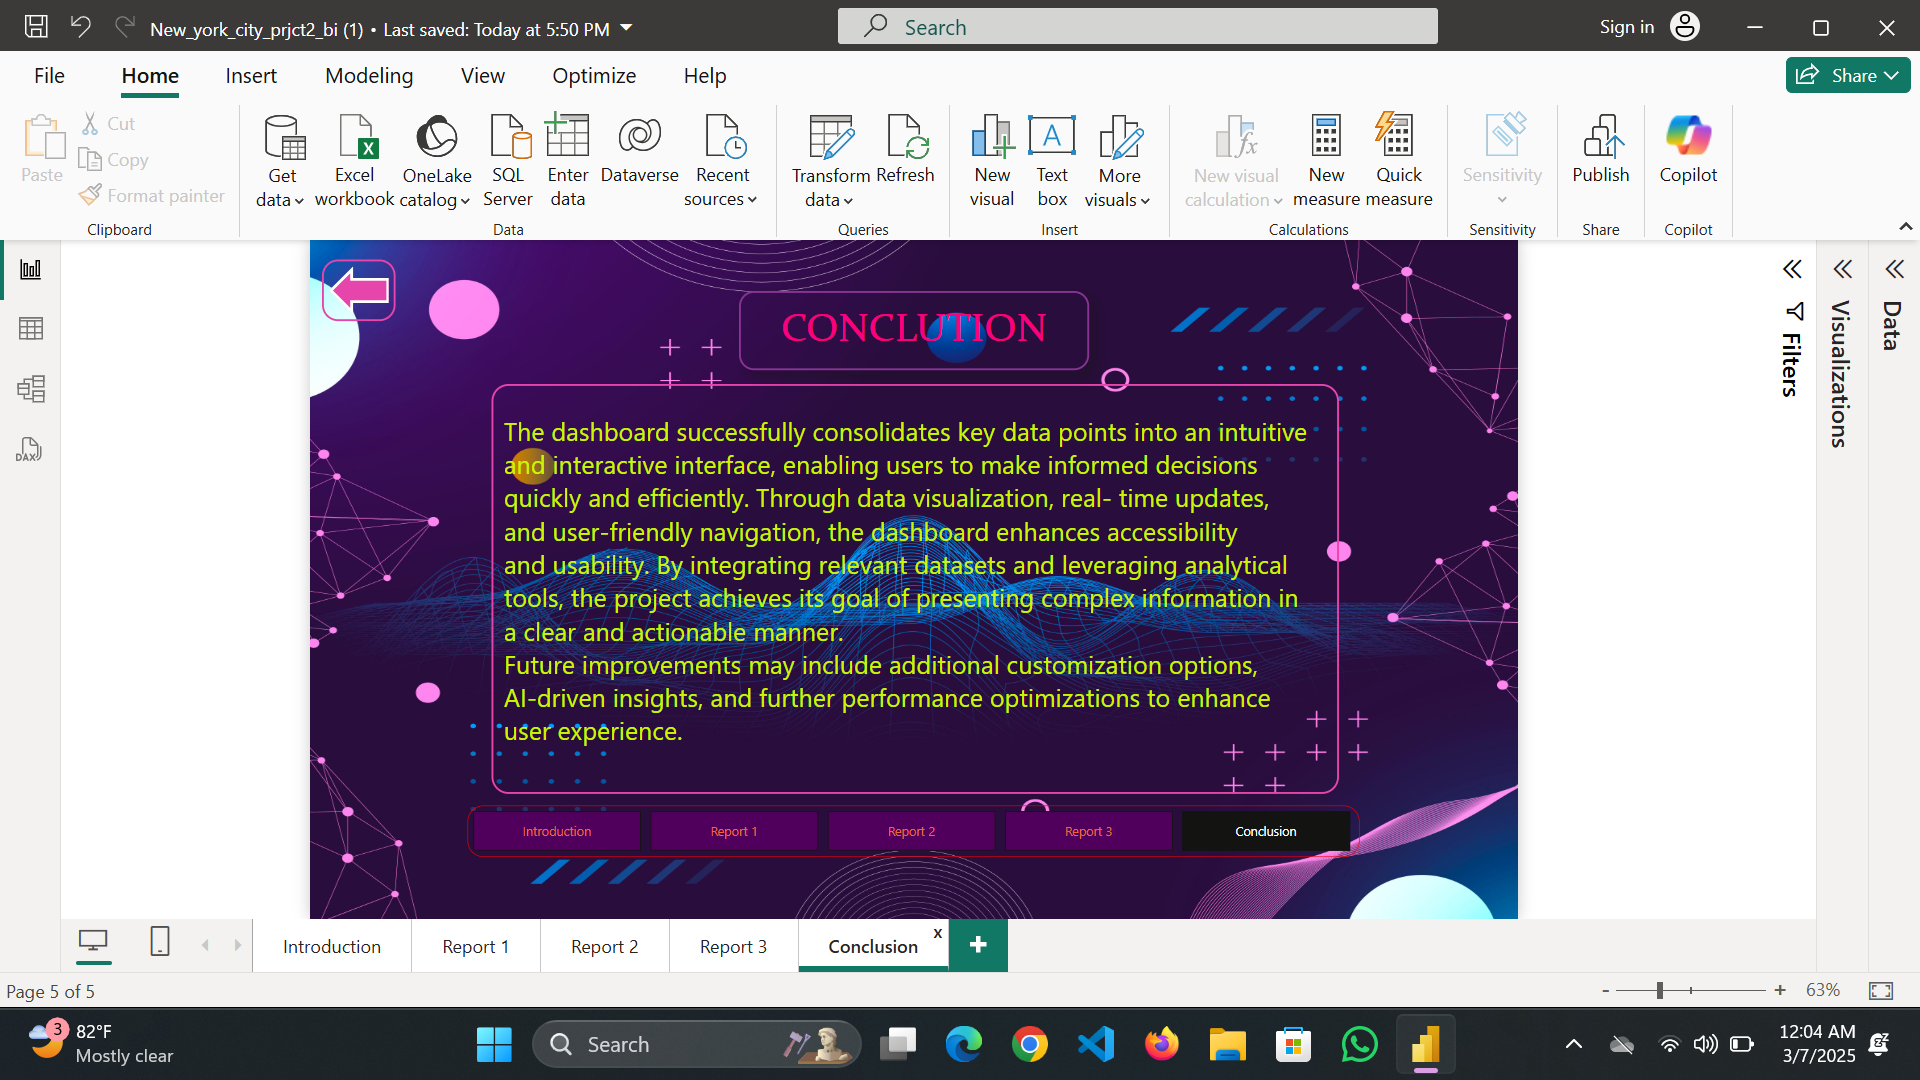 New_york_city_prjct2_bi (1) • Last saved: Today at 5:50 PM
Search
Sign in
File Home Insert Modeling View Optimize Help
Share
Paste
Cut
Copy
Format painter
Clipboard
Get data
Excel workbook
OneLake catalog
SQL Server
Enter data
Dataverse
Recent sources
Data
Transform data
Refresh
Queries
New visual
Text box
More visuals
Insert
New visual calculation
New measure
Quick measure
Calculations
Sensitivity
Sensitivity
Publish
Share
Copilot
Copilot
DAX
CONCLUTION
The dashboard successfully consolidates key data points into an intuitive
and interactive interface, enabling users to make informed decisions
quickly and efficiently. Through data visualization, real- time updates,
and user-friendly navigation, the dashboard enhances accessibility
and usability. By integrating relevant datasets and leveraging analytical
tools, the project achieves its goal of presenting complex information in
a clear and actionable manner.
Future improvements may include additional customization options,
AI-driven insights, and further performance optimizations to enhance
user experience.
Introduction Report 1 Report 2 Report 3 Conclusion
Filters
Visualizations
Data
Introduction Report 1 Report 2 Report 3 Conclusion x +
Page 5 of 5
- + 63%
3
82°F
Mostly clear
Search
12:04 AM
3/7/2025